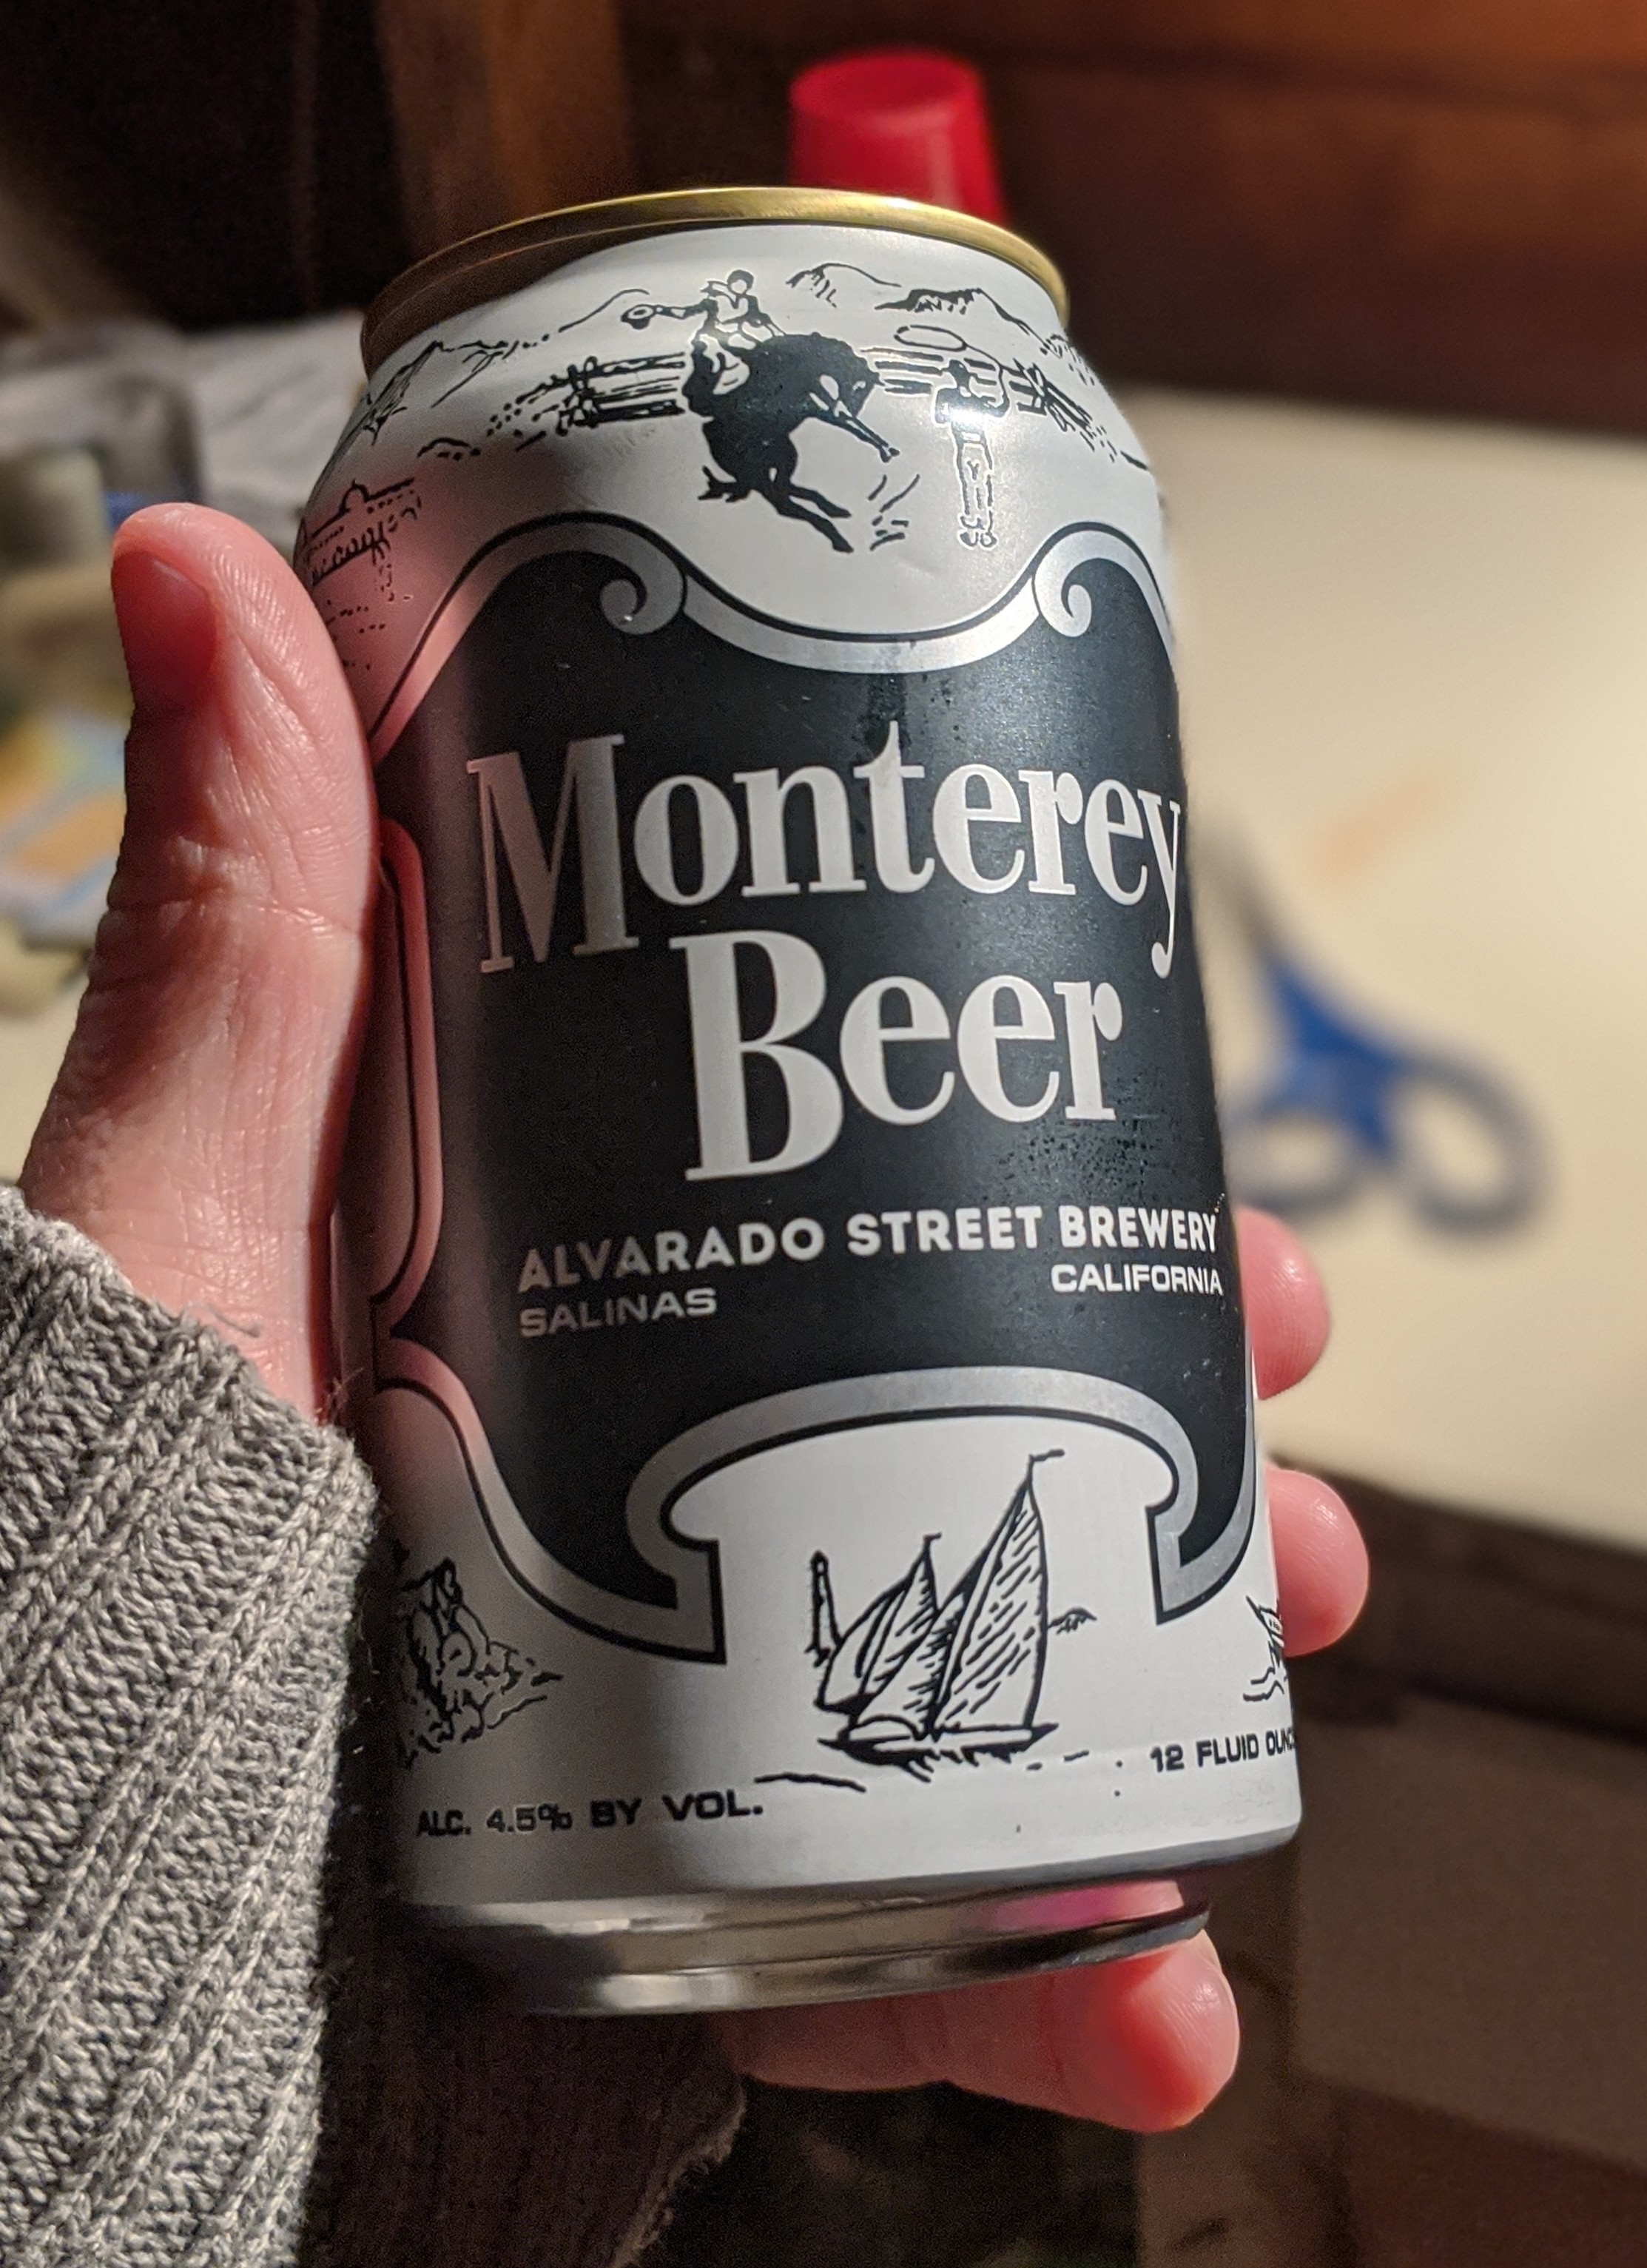 Monterey
Beer
ALVARADO STREET BREWERY
SALINAS
CALIFORNIA
ALC. 4.5% BY VOL.
12 FLUID